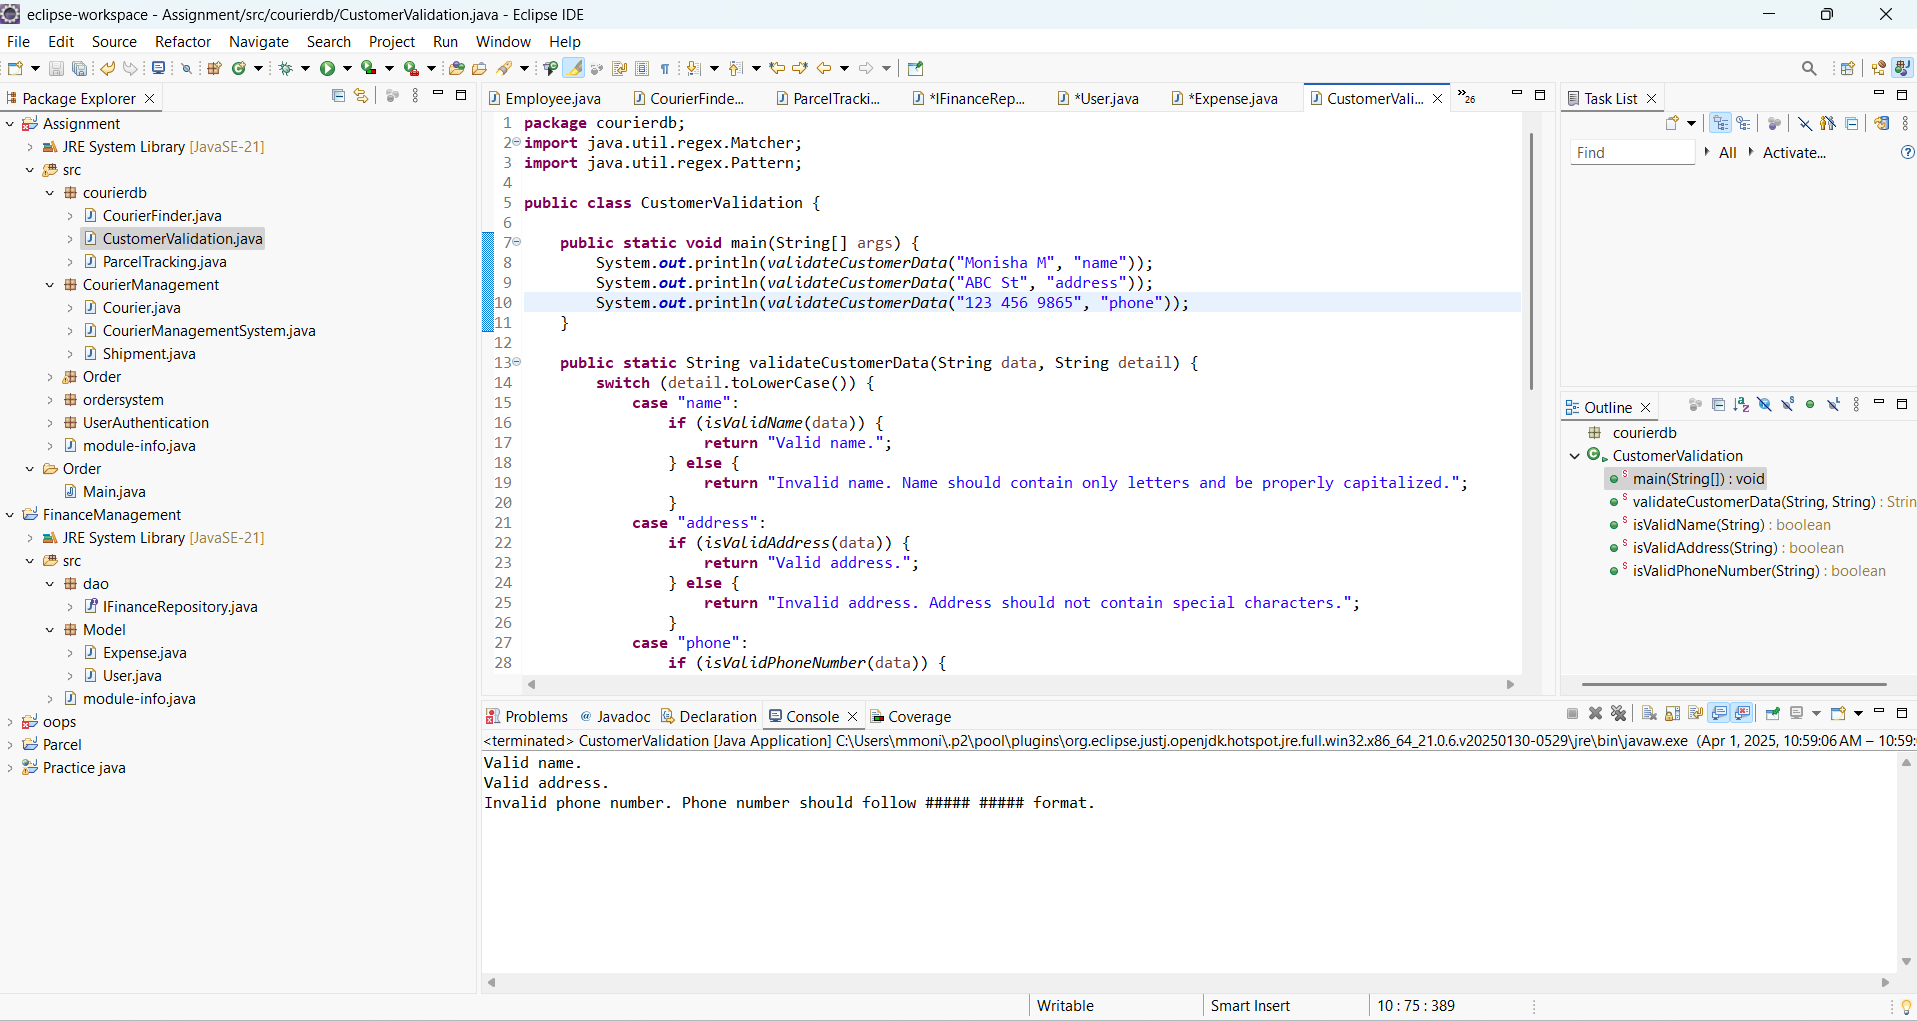 eclipse-workspace - Assignment/src/courierdb/CustomerValidation.java - Eclipse IDE
File Edit Source Refactor Navigate Search Project Run Window Help
Package Explorer
Assignment
JRE System Library [JavaSE-21]
src
courierdb
CourierFinder.java
CustomerValidation.java
ParcelTracking.java
CourierManagement
Courier.java
CourierManagementSystem.java
Shipment.java
Order
ordersystem
UserAuthentication
module-info.java
Order
Main.java
FinanceManagement
JRE System Library [JavaSE-21]
src
dao
IFinanceRepository.java
Model
Expense.java
User.java
module-info.java
oops
Parcel
Practice java
Employee.java CourierFinde... ParcelTracki... *IFinanceRep... *User.java *Expense.java CustomerVali... »26
1 package courierdb;
2 import java.util.regex.Matcher;
3 import java.util.regex.Pattern;
4
5 public class CustomerValidation {
6
7 public static void main(String[] args) {
8 System.out.println(validateCustomerData("Monisha M", "name"));
9 System.out.println(validateCustomerData("ABC St", "address"));
10 System.out.println(validateCustomerData("123 456 9865", "phone"));
11 }
12
13 public static String validateCustomerData(String data, String detail) {
14 switch (detail.toLowerCase()) {
15 case "name":
16 if (isValidName(data)) {
17 return "Valid name.";
18 } else {
19 return "Invalid name. Name should contain only letters and be properly capitalized.";
20 }
21 case "address":
22 if (isValidAddress(data)) {
23 return "Valid address.";
24 } else {
25 return "Invalid address. Address should not contain special characters.";
26 }
27 case "phone":
28 if (isValidPhoneNumber(data)) {
Task List
Find All Activate...
Outline
courierdb
CustomerValidation
main(String[]) : void
validateCustomerData(String, String) : Strin
isValidName(String) : boolean
isValidAddress(String) : boolean
isValidPhoneNumber(String) : boolean
Problems Javadoc Declaration Console Coverage
<terminated> CustomerValidation [Java Application] C:\Users\mmoni\.p2\pool\plugins\org.eclipse.justj.openjdk.hotspot.jre.full.win32.x86_64_21.0.6.v20250130-0529\jre\bin\javaw.exe (Apr 1, 2025, 10:59:06 AM – 10:59:
Valid name.
Valid address.
Invalid phone number. Phone number should follow ##### ##### format.
Writable Smart Insert 10 : 75 : 389